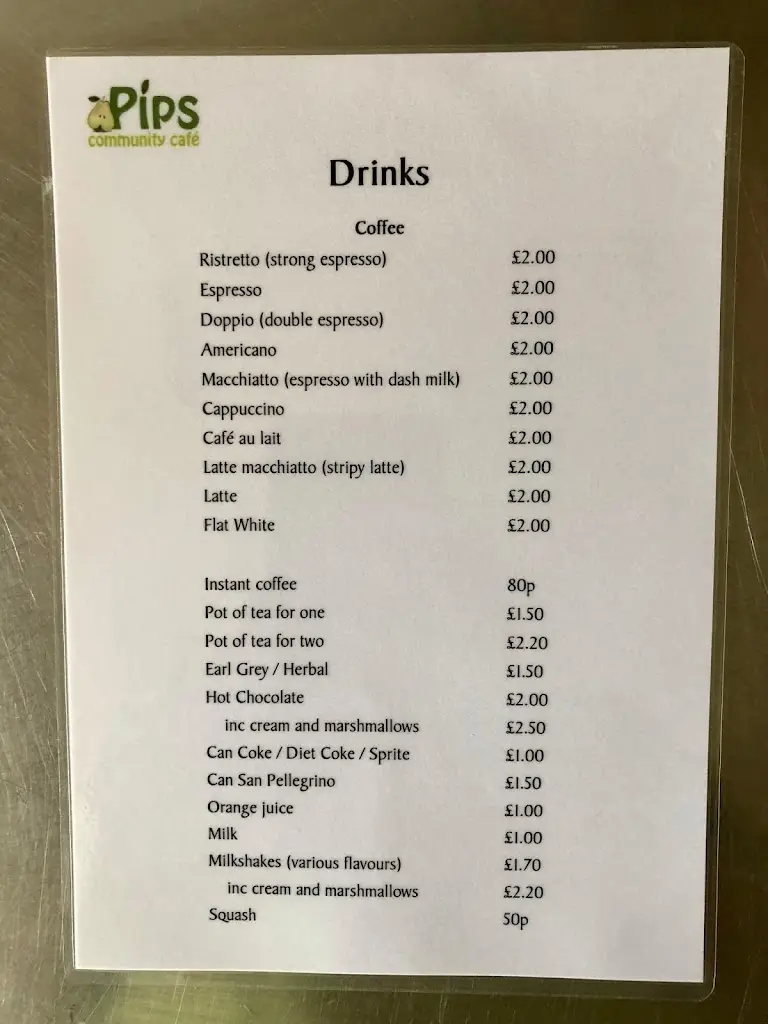 Pips
community café
Drinks
Coffee
Ristretto (strong espresso) £2.00
Espresso £2.00
Doppio (double espresso) £2.00
Americano £2.00
Macchiatto (espresso with dash milk) £2.00
Cappuccino £2.00
Café au lait £2.00
Latte macchiatto (stripy latte) £2.00
Latte £2.00
Flat White £2.00
Instant coffee 80p
Pot of tea for one £1.50
Pot of tea for two £2.20
Earl Grey / Herbal £1.50
Hot Chocolate £2.00
inc cream and marshmallows £2.50
Can Coke / Diet Coke / Sprite £1.00
Can San Pellegrino £1.50
Orange juice £1.00
Milk £1.00
Milkshakes (various flavours) £1.70
inc cream and marshmallows £2.20
Squash 50p